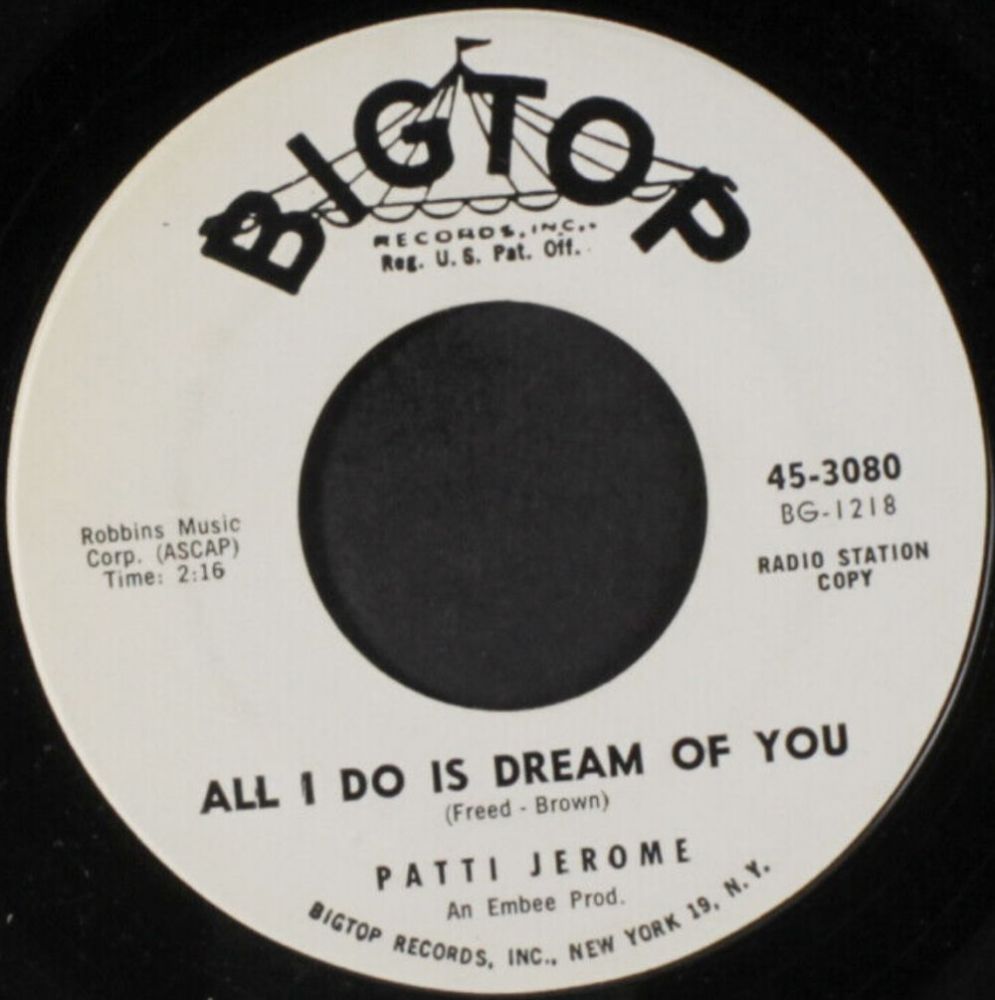 BIGTOP
RECORDS, INC.
Reg. U. S. Pat. Off.
45-3080
BG-1218
RADIO STATION
COPY
Robbins Music
Corp. (ASCAP)
Time: 2:16
ALL I DO IS DREAM OF YOU
(Freed - Brown)
PATTI JEROME
An Embee Prod.
BIGTOP RECORDS, INC., NEW YORK 19, N.Y.